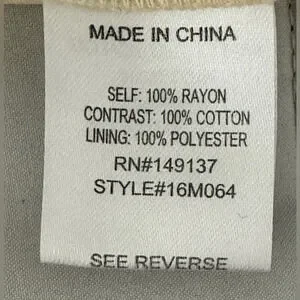 MADE IN CHINA
SELF: 100% RAYON
CONTRAST: 100% COTTON
LINING: 100% POLYESTER
RN#149137
STYLE#16M064
SEE REVERSE